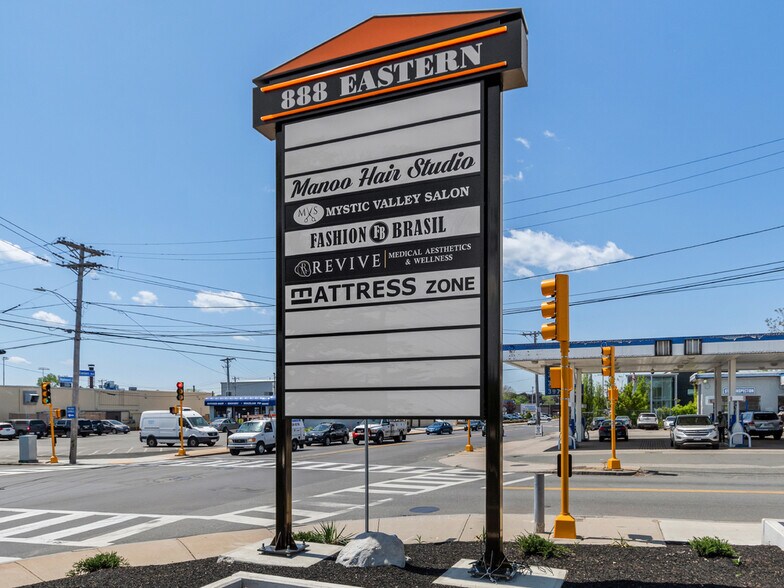 888 EASTERN
Manoo Hair Studio
MVS MYSTIC VALLEY SALON
FASHION FB BRASIL
REVIVE MEDICAL AESTHETICS
& WELLNESS
MATTRESS ZONE